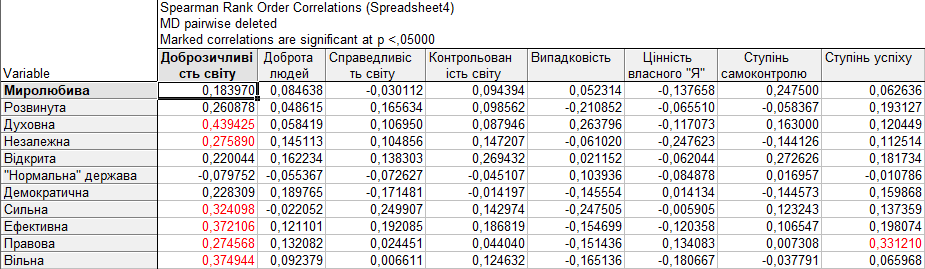 Spearman Rank Order Correlations (Spreadsheet4)
MD pairwise deleted
Marked correlations are significant at p <,05000
Variable Доброзичливість світу Доброта людей Справедливість світу Контрольованість світу Випадковість Цінність власного "Я" Ступінь самоконтролю Ступінь успіху
Миролюбива 0,183970 0,084638 -0,030112 0,094394 0,052314 -0,137658 0,247500 0,062636
Розвинута 0,260878 0,048615 0,165634 0,098562 -0,210852 -0,065510 -0,058367 0,193127
Духовна 0,439425 0,058419 0,106950 0,087946 0,263796 -0,117073 0,163000 0,120449
Незалежна 0,275890 0,145113 0,104856 0,147207 -0,061020 -0,247623 -0,144126 0,112514
Відкрита 0,220044 0,162234 0,138303 0,269432 0,021152 -0,062044 0,272626 0,181734
"Нормальна" держава -0,079752 -0,055367 -0,072627 -0,045107 0,103936 -0,084878 0,016957 -0,010786
Демократична 0,228309 0,189765 -0,171481 -0,014197 -0,145554 0,014134 -0,144573 0,159868
Сильна 0,324098 -0,022052 0,249907 0,142974 -0,247505 -0,005905 0,123243 0,137359
Ефективна 0,372106 0,121101 0,192085 0,186819 -0,154699 -0,120358 0,106547 0,198074
Правова 0,274568 0,132082 0,024451 0,044040 -0,151436 0,134083 0,007308 0,331210
Вільна 0,374944 0,092379 0,006611 0,124632 -0,165136 -0,180667 -0,037791 0,065968